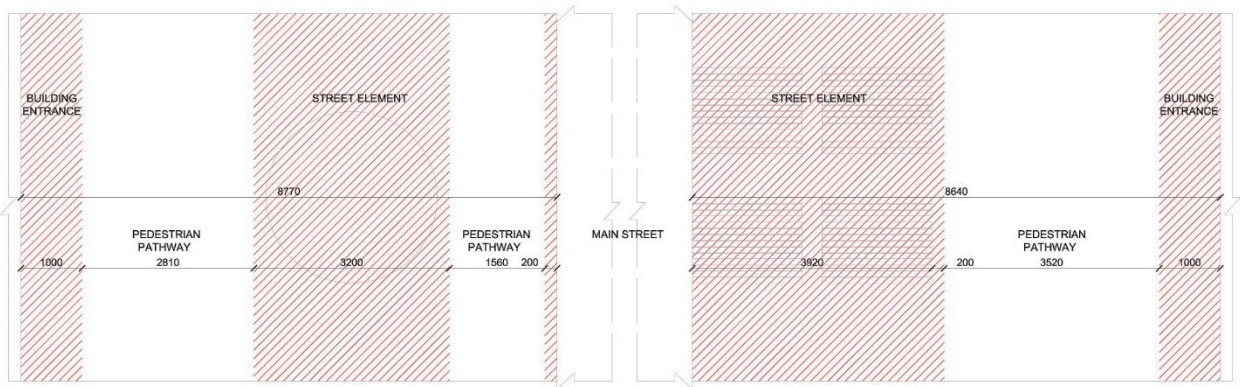 BUILDING
ENTRANCE
STREET ELEMENT
8770
PEDESTRIAN
PATHWAY
PEDESTRIAN
PATHWAY
1000
2810
3200
1560
200
MAIN STREET
STREET ELEMENT
BUILDING
ENTRANCE
8640
PEDESTRIAN
PATHWAY
3920
200
3520
1000